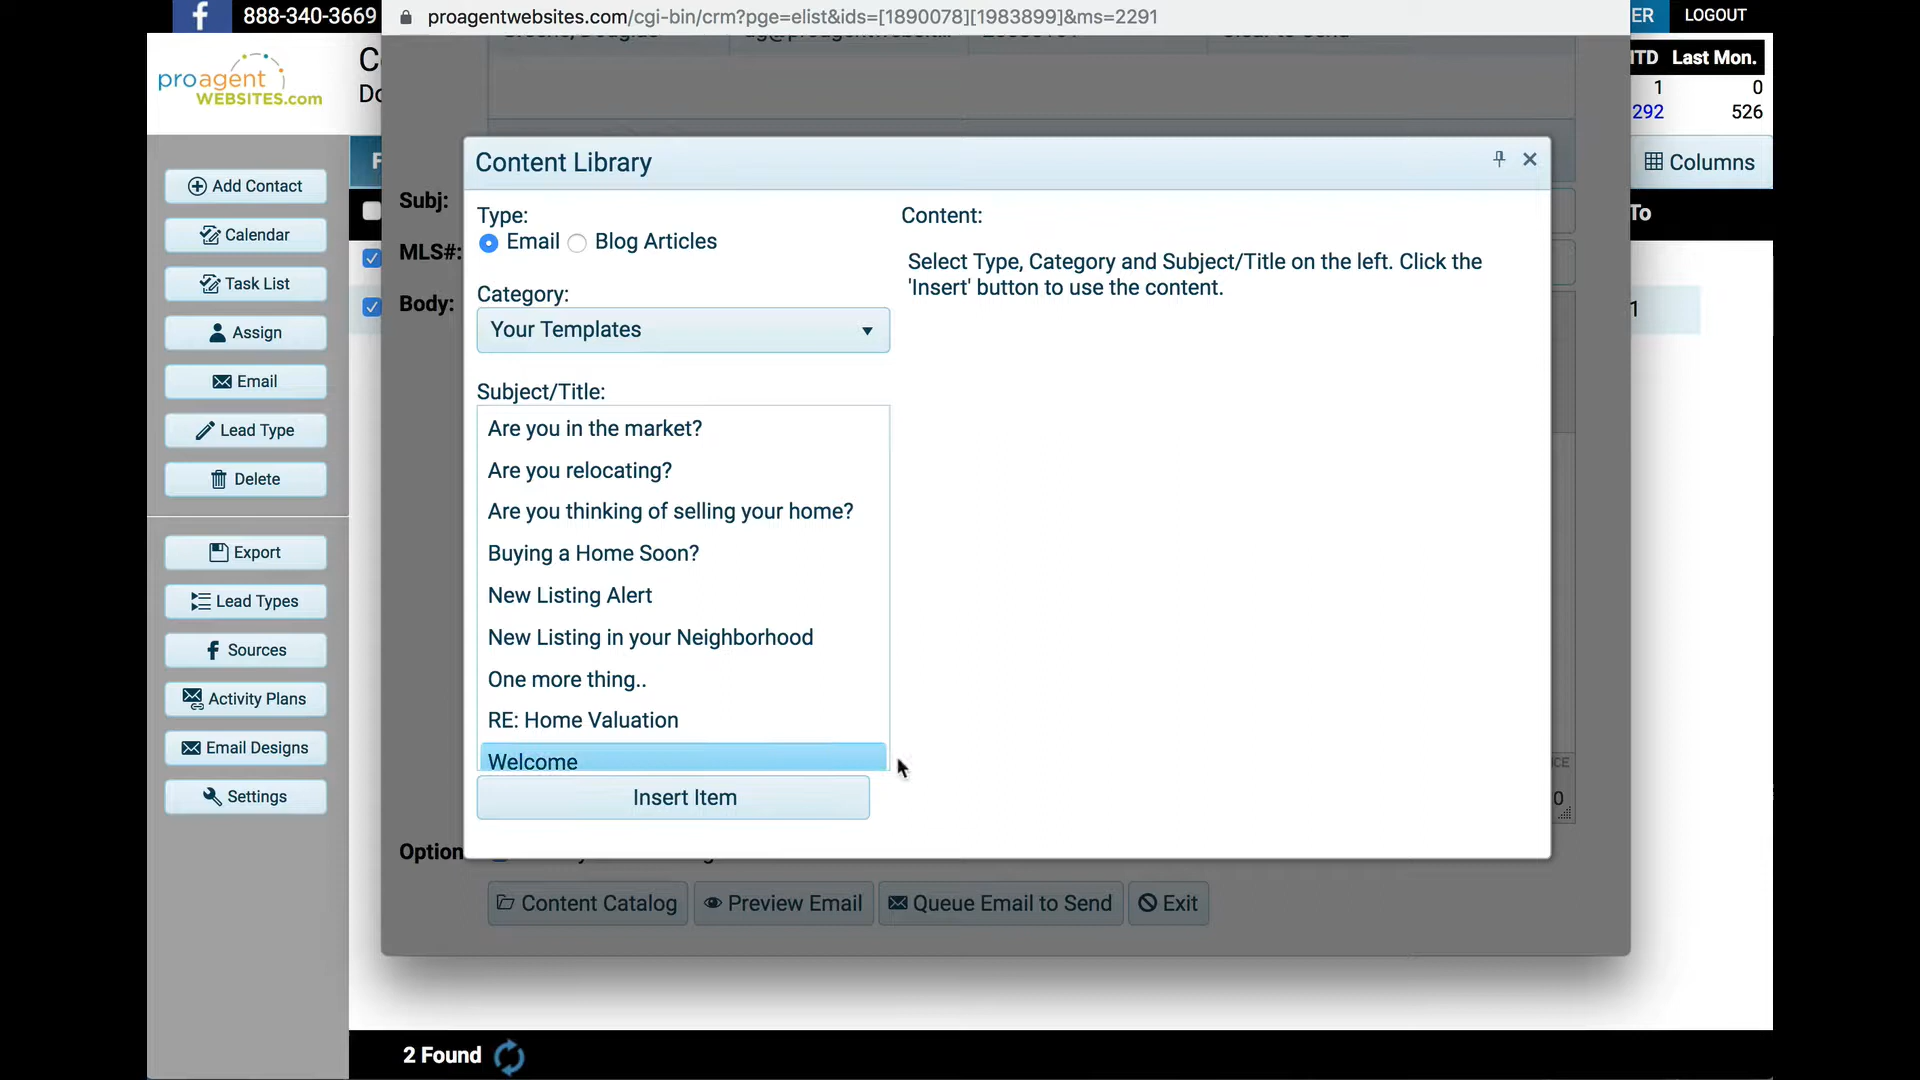 888-340-3669
proagentwebsites.com/cgi-bin/crm?pge=elist&ids=[1890078][1983899]&ms=2291
ER
LOGOUT
proagent
WEBSITES.com
Last Mon.
1 0
292 526
Add Contact
Calendar
Task List
Assign
Email
Lead Type
Delete
Export
Lead Types
Sources
Activity Plans
Email Designs
Settings
Columns
To
1
Subj:
MLS#:
Body:
Content Library
Type:
Email
Blog Articles
Category:
Your Templates
Subject/Title:
Are you in the market?
Are you relocating?
Are you thinking of selling your home?
Buying a Home Soon?
New Listing Alert
New Listing in your Neighborhood
One more thing..
RE: Home Valuation
Welcome
Insert Item
Content:
Select Type, Category and Subject/Title on the left. Click the
'Insert' button to use the content.
0
Option
Content Catalog
Preview Email
Queue Email to Send
Exit
2 Found